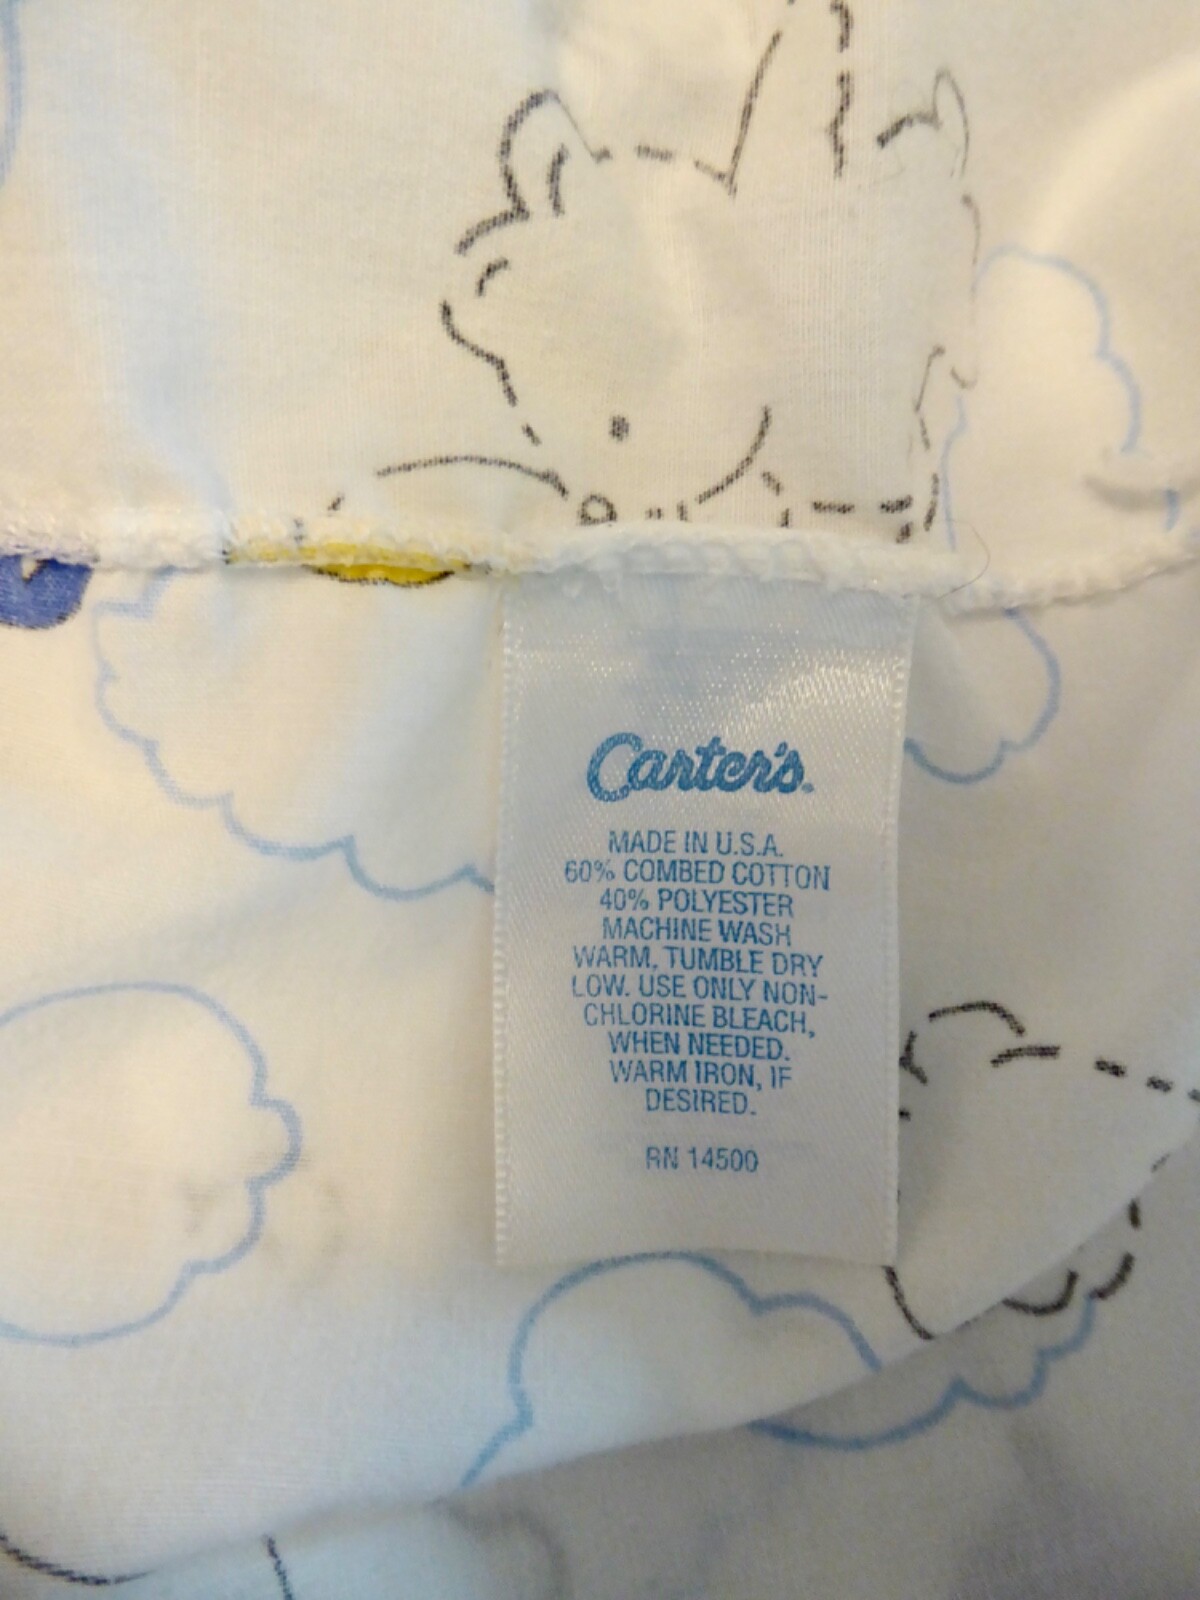 Carter's.
MADE IN U.S.A.
60% COMBED COTTON
40% POLYESTER
MACHINE WASH
WARM, TUMBLE DRY
LOW. USE ONLY NON-
CHLORINE BLEACH,
WHEN NEEDED.
WARM IRON, IF
DESIRED.
RN 14500